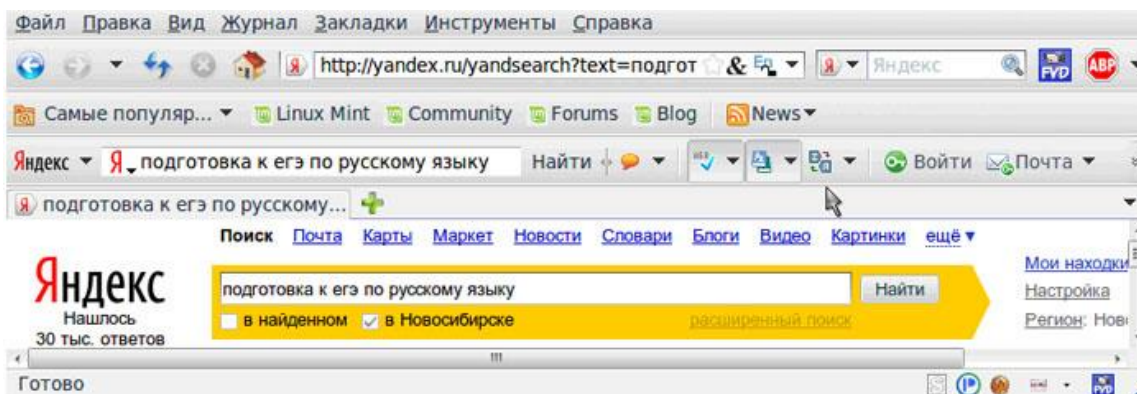 Файл Правка Вид Журнал Закладки Инструменты Справка
Я http://yandex.ru/yandsearch?text=подгот & Я Яндекс FVD ABP
Самые популяр... Linux Mint Community Forums Blog News
Яндекс Я подготовка к егэ по русскому языку Найти Войти Почта
Я подготовка к егэ по русскому...
Поиск Почта Карты Маркет Новости Словари Блоги Видео Картинки ещё ▼
Мои находки
Яндекс подготовка к егэ по русскому языку Найти Настройка
Нашлось в найденном в Новосибирске расширенный поиск Регион: Нов
30 тыс. ответов
Готово FVD